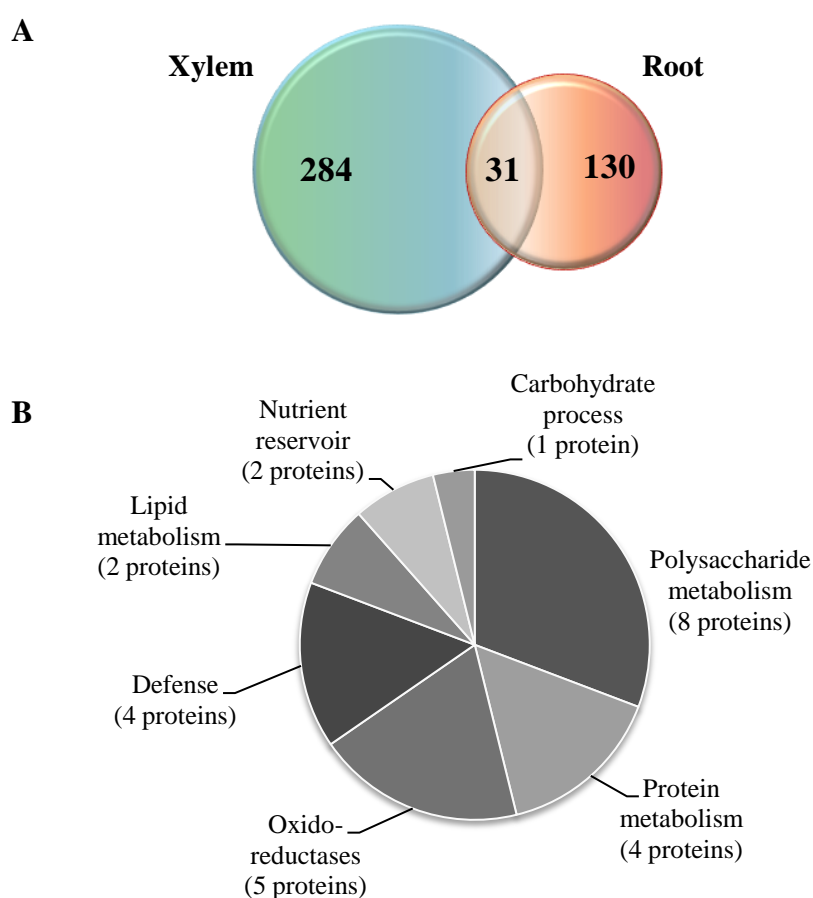 A
Xylem
Root
284
31
130
B
Carbohydrate
process
(1 protein)
Nutrient
reservoir
(2 proteins)
Lipid
metabolism
(2 proteins)
Polysaccharide
metabolism
(8 proteins)
Defense
(4 proteins)
Protein
metabolism
(4 proteins)
Oxido-
reductases
(5 proteins)